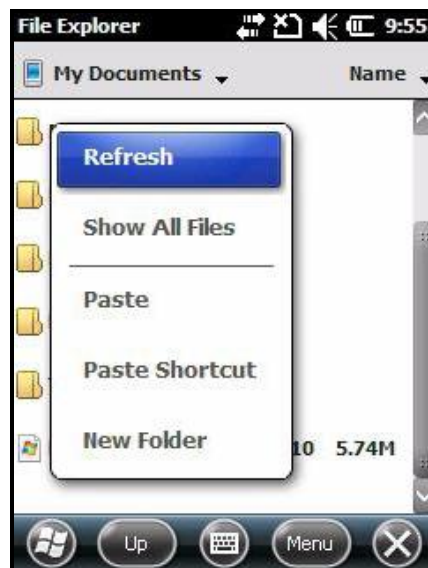 File Explorer 9:55
My Documents Name
Refresh
Show All Files
Paste
Paste Shortcut
New Folder 10 5.74M
Up Menu